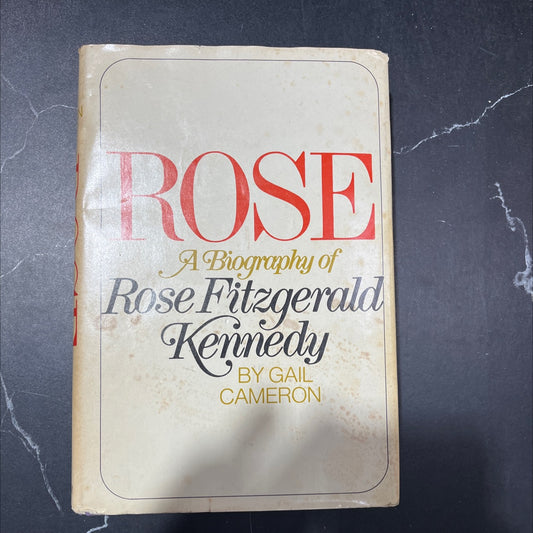 ROSE
A Biography of
Rose Fitzgerald
Kennedy
BY GAIL
CAMERON